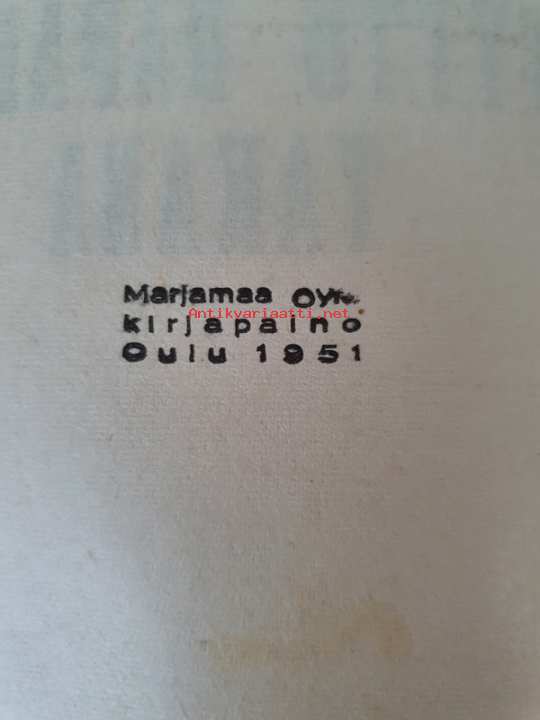 Marjamaa Oy:n
Antikvariaatti.net
kirjapaino
Oulu 1951